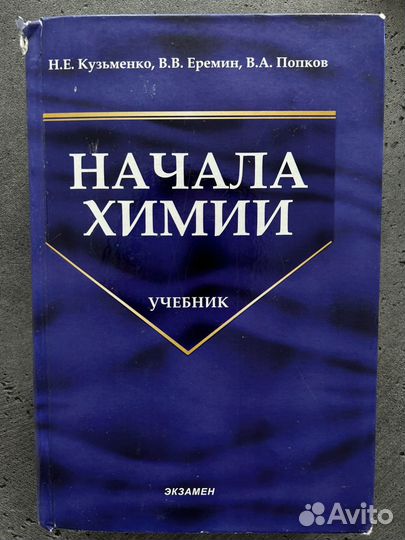 Н.Е. Кузьменко, В.В. Еремин, В.А. Попков
НАЧАЛА
ХИМИИ
УЧЕБНИК
ЭКЗАМЕН
Avito